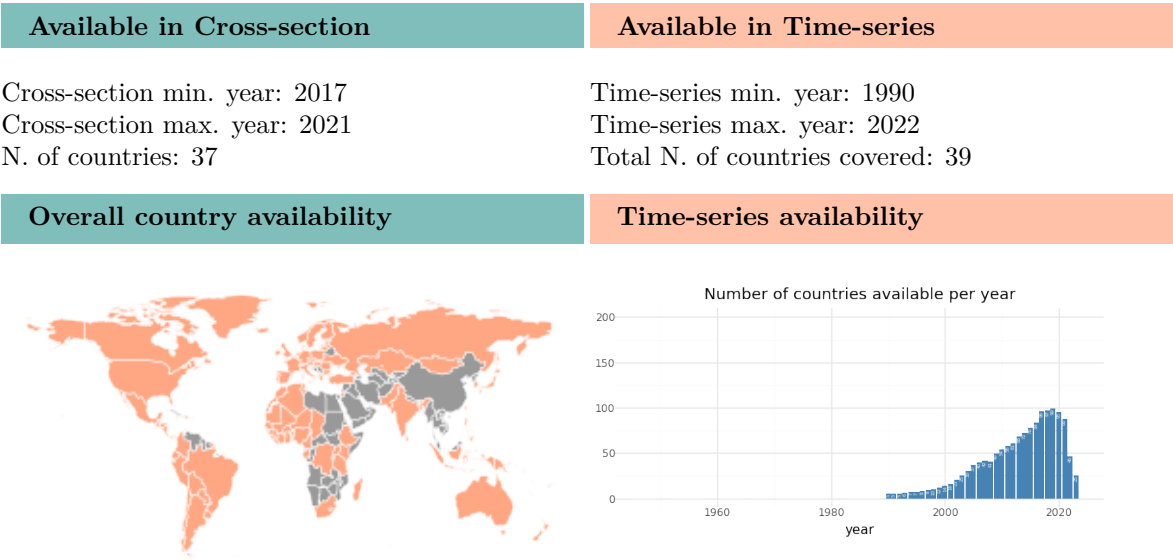 Available in Cross-section
Available in Time-series
Cross-section min. year: 2017
Cross-section max. year: 2021
N. of countries: 37
Time-series min. year: 1990
Time-series max. year: 2022
Total N. of countries covered: 39
Overall country availability
Time-series availability
Number of countries available per year
200
150
100
50
0
1960
1980
2000
2020
year